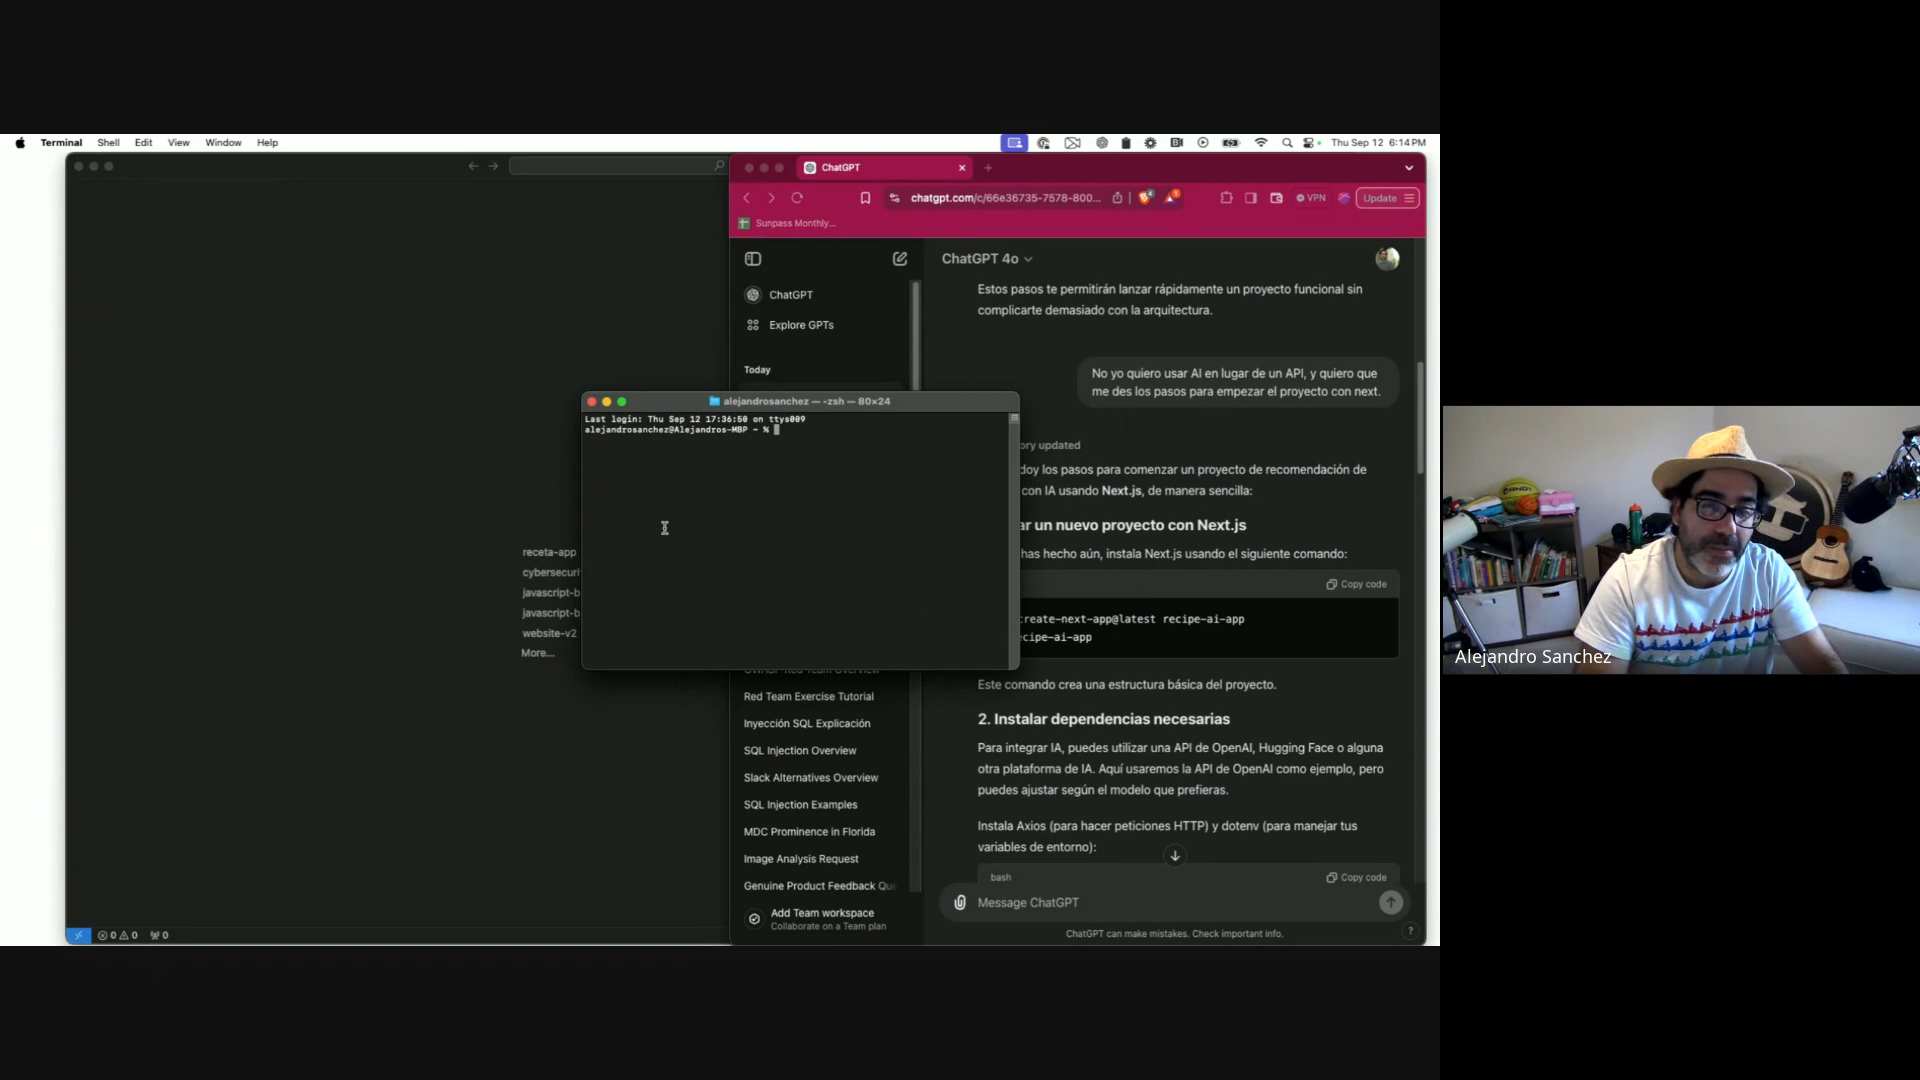 Terminal Shell Edit View Window Help
Thu Sep 12 6:14 PM
ChatGPT
chatgpt.com/c/66e36735-7578-800...
VPN
Update
Sunpass Monthly...
ChatGPT 4o
ChatGPT
Explore GPTs
Today
Estos pasos te permitirán lanzar rápidamente un proyecto funcional sin
complicarte demasiado con la arquitectura.
No yo quiero usar AI en lugar de un API, y quiero que
me des los pasos para empezar el proyecto con next.
alejandrosanchez — -zsh — 80×24
Last login: Thu Sep 12 17:36:50 on ttys009
alejandrosanchez@Alejandros-MBP ~ %
ory updated
doy los pasos para comenzar un proyecto de recomendación de
con IA usando Next.js, de manera sencilla:
ar un nuevo proyecto con Next.js
has hecho aún, instala Next.js usando el siguiente comando:
Copy code
create-next-app@latest recipe-ai-app
ecipe-ai-app
Este comando crea una estructura básica del proyecto.
2. Instalar dependencias necesarias
Para integrar IA, puedes utilizar una API de OpenAI, Hugging Face o alguna
otra plataforma de IA. Aquí usaremos la API de OpenAI como ejemplo, pero
puedes ajustar según el modelo que prefieras.
Instala Axios (para hacer peticiones HTTP) y dotenv (para manejar tus
variables de entorno):
bash
Copy code
Message ChatGPT
ChatGPT can make mistakes. Check important info.
?
receta-app
cybersecuri
javascript-b
javascript-b
website-v2
More...
Red Team Exercise Tutorial
Inyección SQL Explicación
SQL Injection Overview
Slack Alternatives Overview
SQL Injection Examples
MDC Prominence in Florida
Image Analysis Request
Genuine Product Feedback Qu
Add Team workspace
Collaborate on a Team plan
0 0 0
Alejandro Sanchez